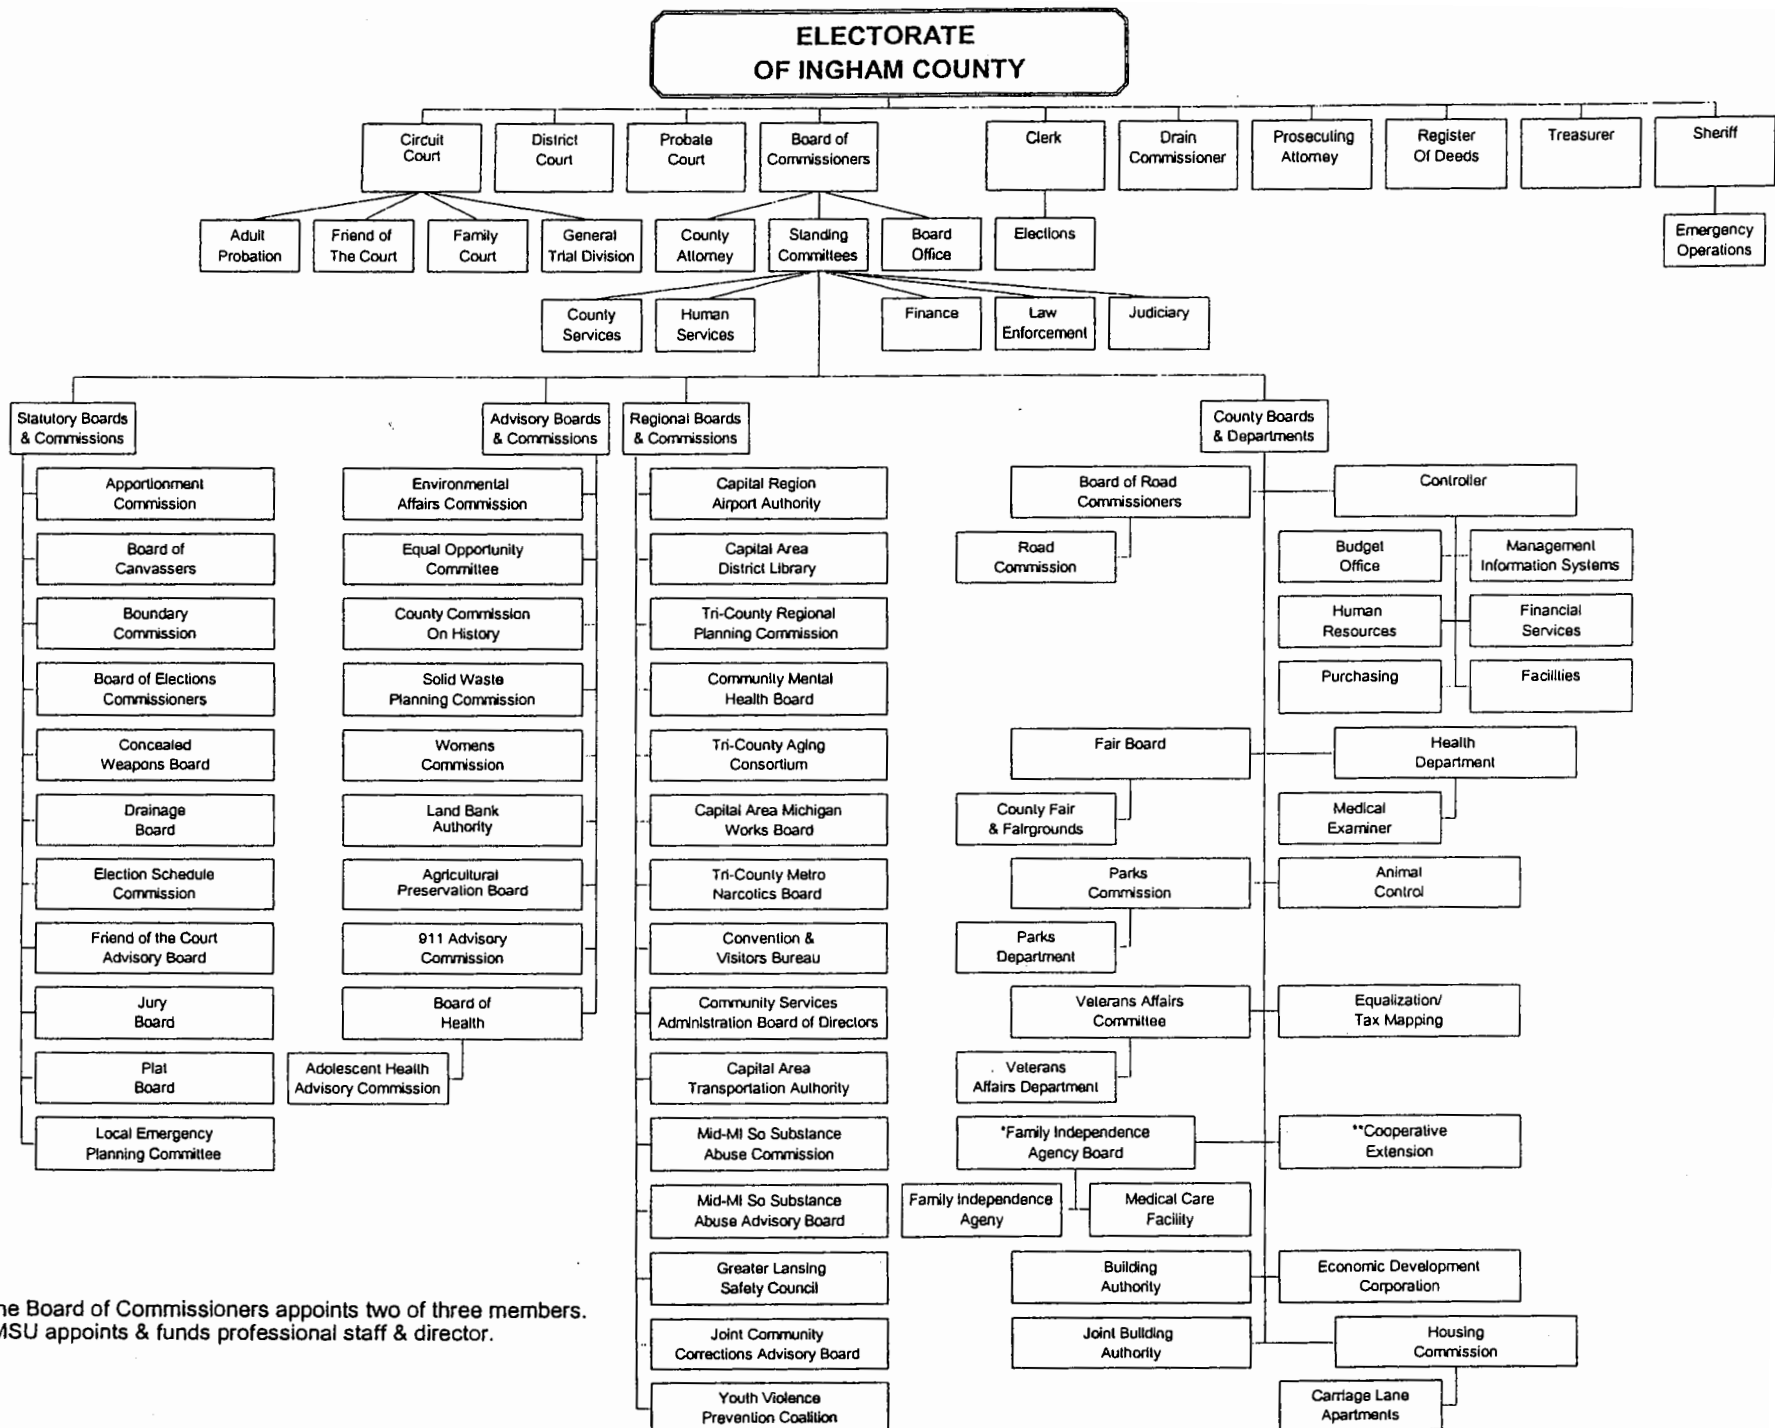 ELECTORATE
OF INGHAM COUNTY
Circuit
Court
District
Court
Probate
Court
Board of
Commissioners
Clerk
Drain
Commissioner
Prosecuting
Attorney
Register
Of Deeds
Treasurer
Sheriff
Adult
Probation
Friend of
The Court
Family
Court
General
Trial Division
County
Attorney
Standing
Committees
Board
Office
Elections
Emergency
Operations
County
Services
Human
Services
Finance
Law
Enforcement
Judiciary
Statutory Boards
& Commissions
Advisory Boards
& Commissions
Regional Boards
& Commissions
County Boards
& Departments
Apportionment
Commission
Board of
Canvassers
Boundary
Commission
Board of Elections
Commissioners
Concealed
Weapons Board
Drainage
Board
Election Schedule
Commission
Friend of the Court
Advisory Board
Jury
Board
Plat
Board
Local Emergency
Planning Committee
Environmental
Affairs Commission
Equal Opportunity
Committee
County Commission
On History
Solid Waste
Planning Commission
Womens
Commission
Land Bank
Authority
Agricultural
Preservation Board
911 Advisory
Commission
Board of
Health
Adolescent Health
Advisory Commission
Capital Region
Airport Authority
Capital Area
District Library
Tri-County Regional
Planning Commission
Community Mental
Health Board
Tri-County Aging
Consortium
Capital Area Michigan
Works Board
Tri-County Metro
Narcotics Board
Convention &
Visitors Bureau
Community Services
Administration Board of Directors
Capital Area
Transportation Authority
Mid-MI So Substance
Abuse Commission
Mid-MI So Substance
Abuse Advisory Board
Greater Lansing
Safety Council
Joint Community
Corrections Advisory Board
Youth Violence
Prevention Coalition
Board of Road
Commissioners
Road
Commission
Controller
Budget
Office
Management
Information Systems
Human
Resources
Financial
Services
Purchasing
Facillties
Fair Board
County Fair
& Fairgrounds
Health
Department
Medical
Examiner
Parks
Commission
Parks
Department
Animal
Control
Veterans Affairs
Committee
Veterans
Affairs Department
Equalization/
Tax Mapping
*Family Independence
Agency Board
Family Independence
Ageny
Medical Care
Facility
**Cooperative
Extension
Building
Authority
Economic Development
Corporation
Joint Building
Authority
Housing
Commission
Carriage Lane
Apartments
he Board of Commissioners appoints two of three members.
MSU appoints & funds professional staff & director.